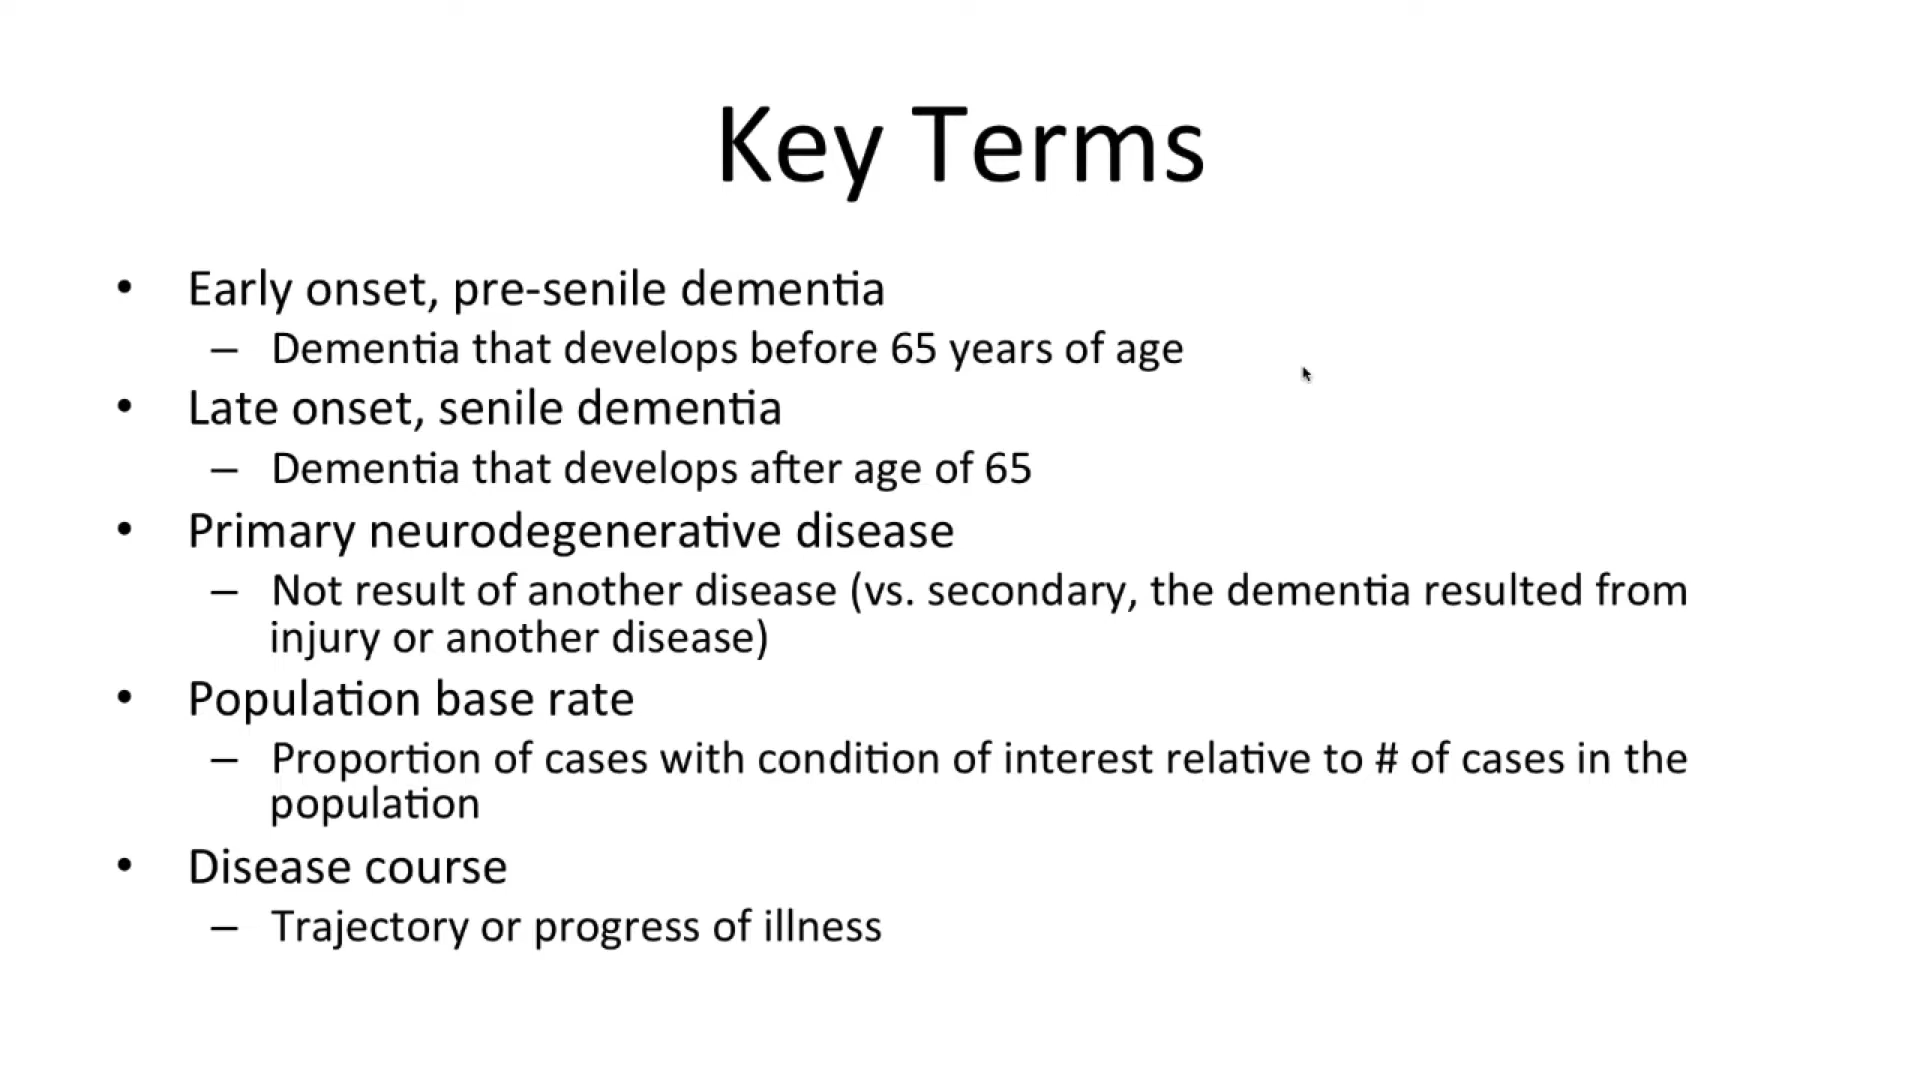 Key Terms
• Early onset, pre-senile dementia
– Dementia that develops before 65 years of age
• Late onset, senile dementia
– Dementia that develops after age of 65
• Primary neurodegenerative disease
– Not result of another disease (vs. secondary, the dementia resulted from
injury or another disease)
• Population base rate
– Proportion of cases with condition of interest relative to # of cases in the
population
• Disease course
– Trajectory or progress of illness